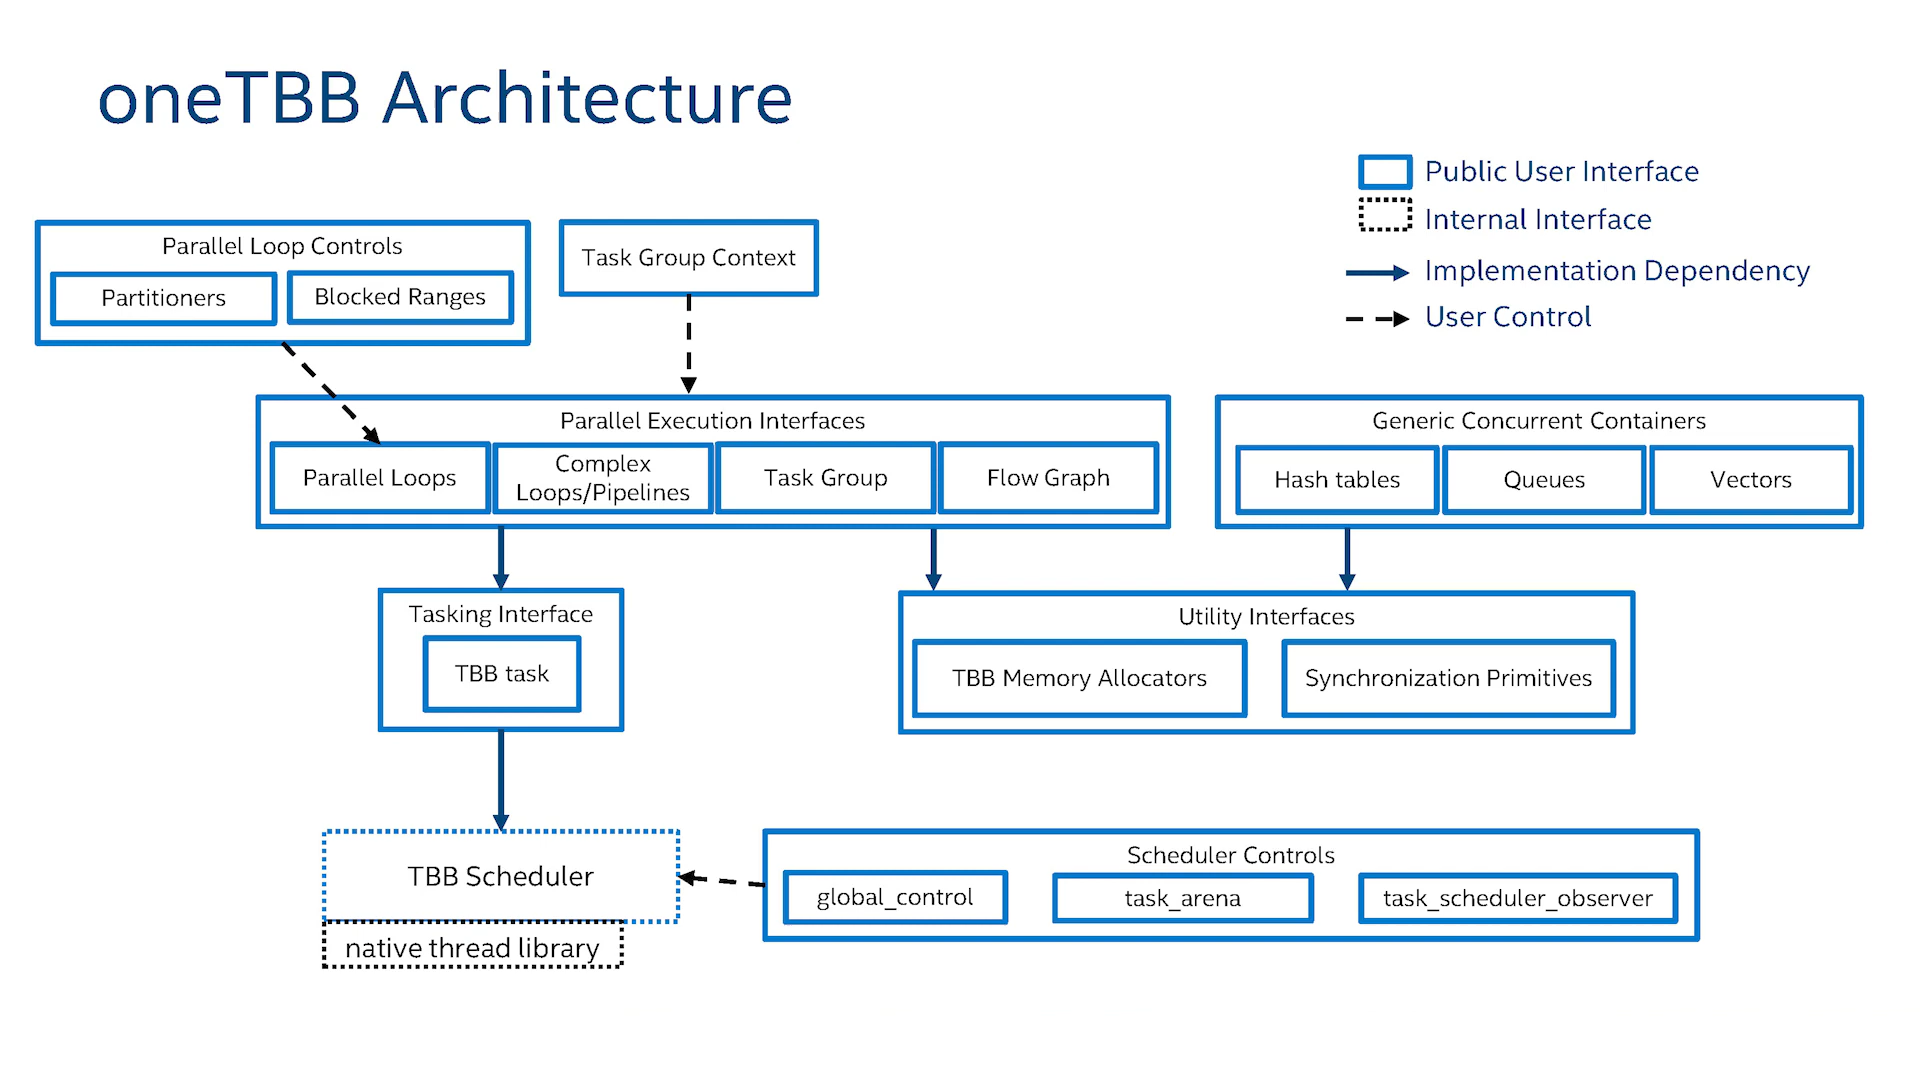 oneTBB Architecture
Public User Interface
Internal Interface
Implementation Dependency
User Control
Parallel Loop Controls
Partitioners
Blocked Ranges
Task Group Context
Parallel Execution Interfaces
Parallel Loops
Complex
Loops/Pipelines
Task Group
Flow Graph
Generic Concurrent Containers
Hash tables
Queues
Vectors
Tasking Interface
TBB task
Utility Interfaces
TBB Memory Allocators
Synchronization Primitives
TBB Scheduler
native thread library
Scheduler Controls
global_control
task_arena
task_scheduler_observer